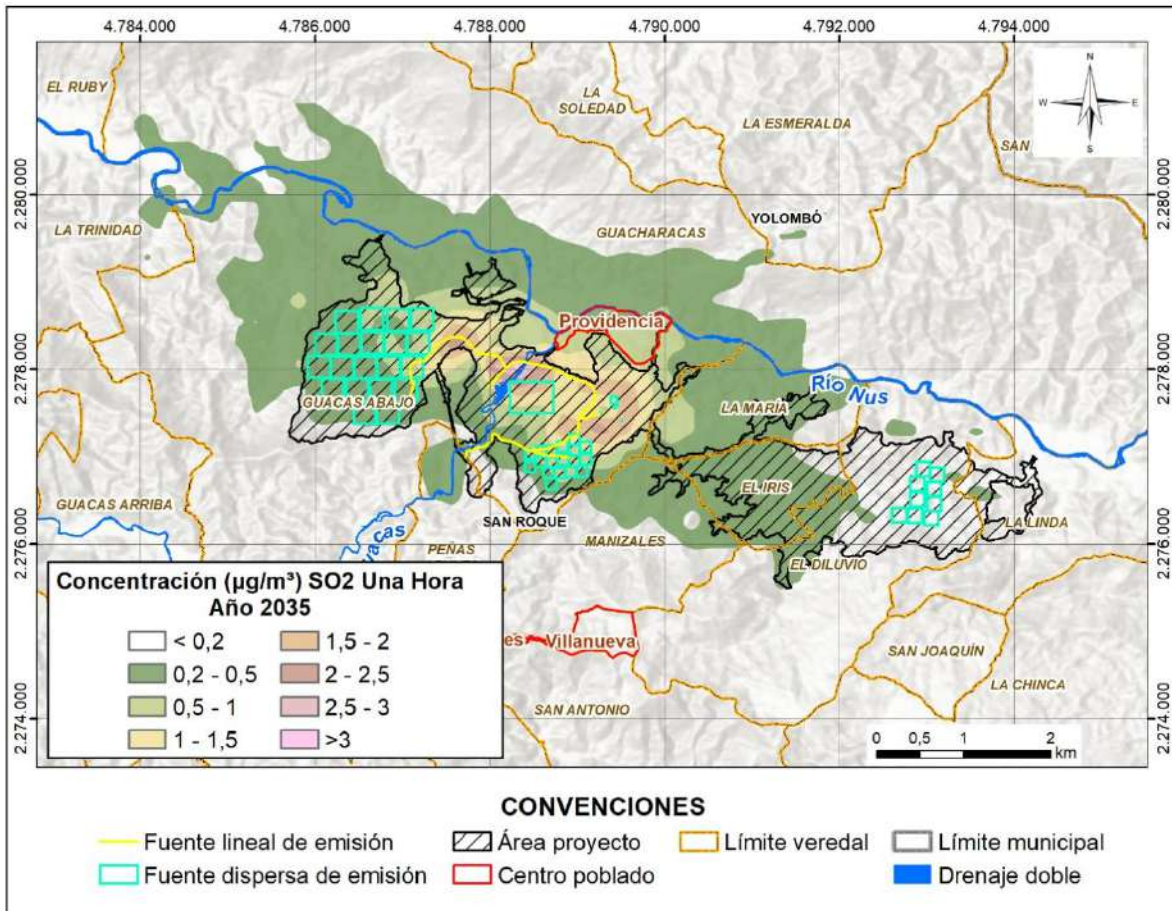 4.784.000 4.786.000 4.788.000 4.790.000 4.792.000 4.794.000
N
W E
S
EL RUBY
LA
SOLEDAD
LA ESMERALDA
SAN
2.280.000 2.280.000
LA TRINIDAD
YOLOMBÓ
GUACHARACAS
Providencia
2.278.000 2.278.000
Río Nus
GUACAS ABAJO
LA MARIA
EL IRIS
GUACAS ARRIBA
SAN ROQUE
LA LINDA
2.276.000 2.276.000
PEÑAS
MANIZALES
EL DILUVIO
Concentración (µg/m³) SO2 Una Hora
Año 2035
< 0,2 1,5 - 2
0,2 - 0,5 2 - 2,5
0,5 - 1 2,5 - 3
1 - 1,5 >3
es Villanueva
SAN JOAQUÍN
LA CHINCA
SAN ANTONIO
2.274.000 2.274.000
0 0,5 1 2
km
CONVENCIONES
Fuente lineal de emisión Área proyecto Límite veredal Límite municipal
Fuente dispersa de emisión Centro poblado Drenaje doble